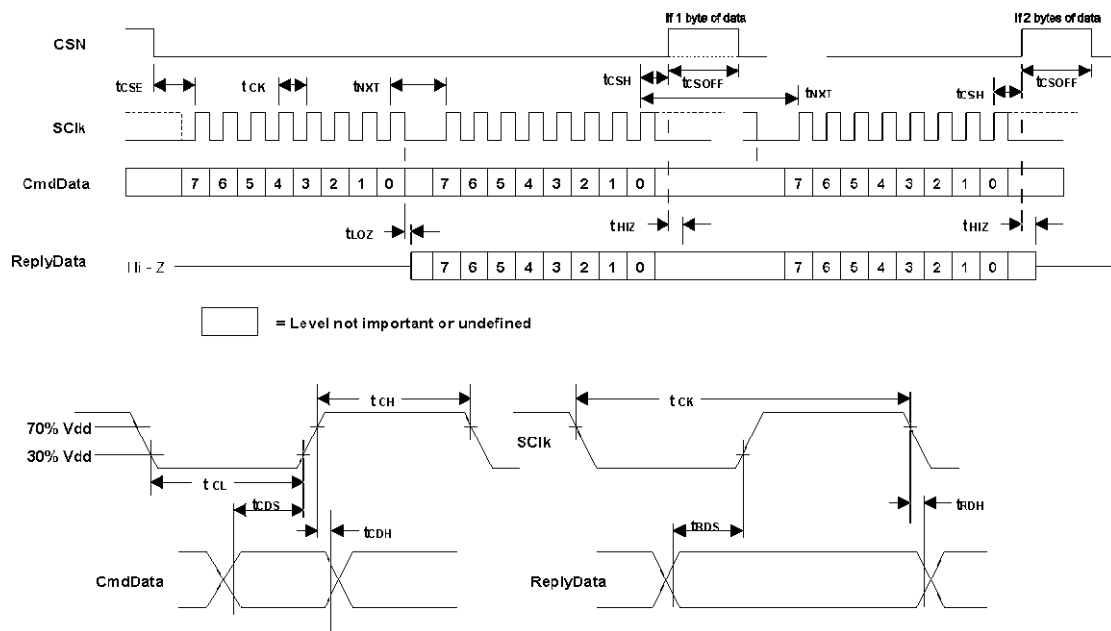 If 1 byte of data
If 2 bytes of data
CSN
tCSE
tCK
tNXT
tCSH
tCSOFF
tNXT
tCSH
tCSOFF
SClk
CmdData
7 6 5 4 3 2 1 0
7 6 5 4 3 2 1 0
7 6 5 4 3 2 1 0
tLOZ
tHIZ
tHIZ
ReplyData
Hi - Z
7 6 5 4 3 2 1 0
7 6 5 4 3 2 1 0
= Level not important or undefined
tCH
tCK
70% Vdd
30% Vdd
SClk
tCL
tCDS
tCDH
tRDS
tRDH
CmdData
ReplyData